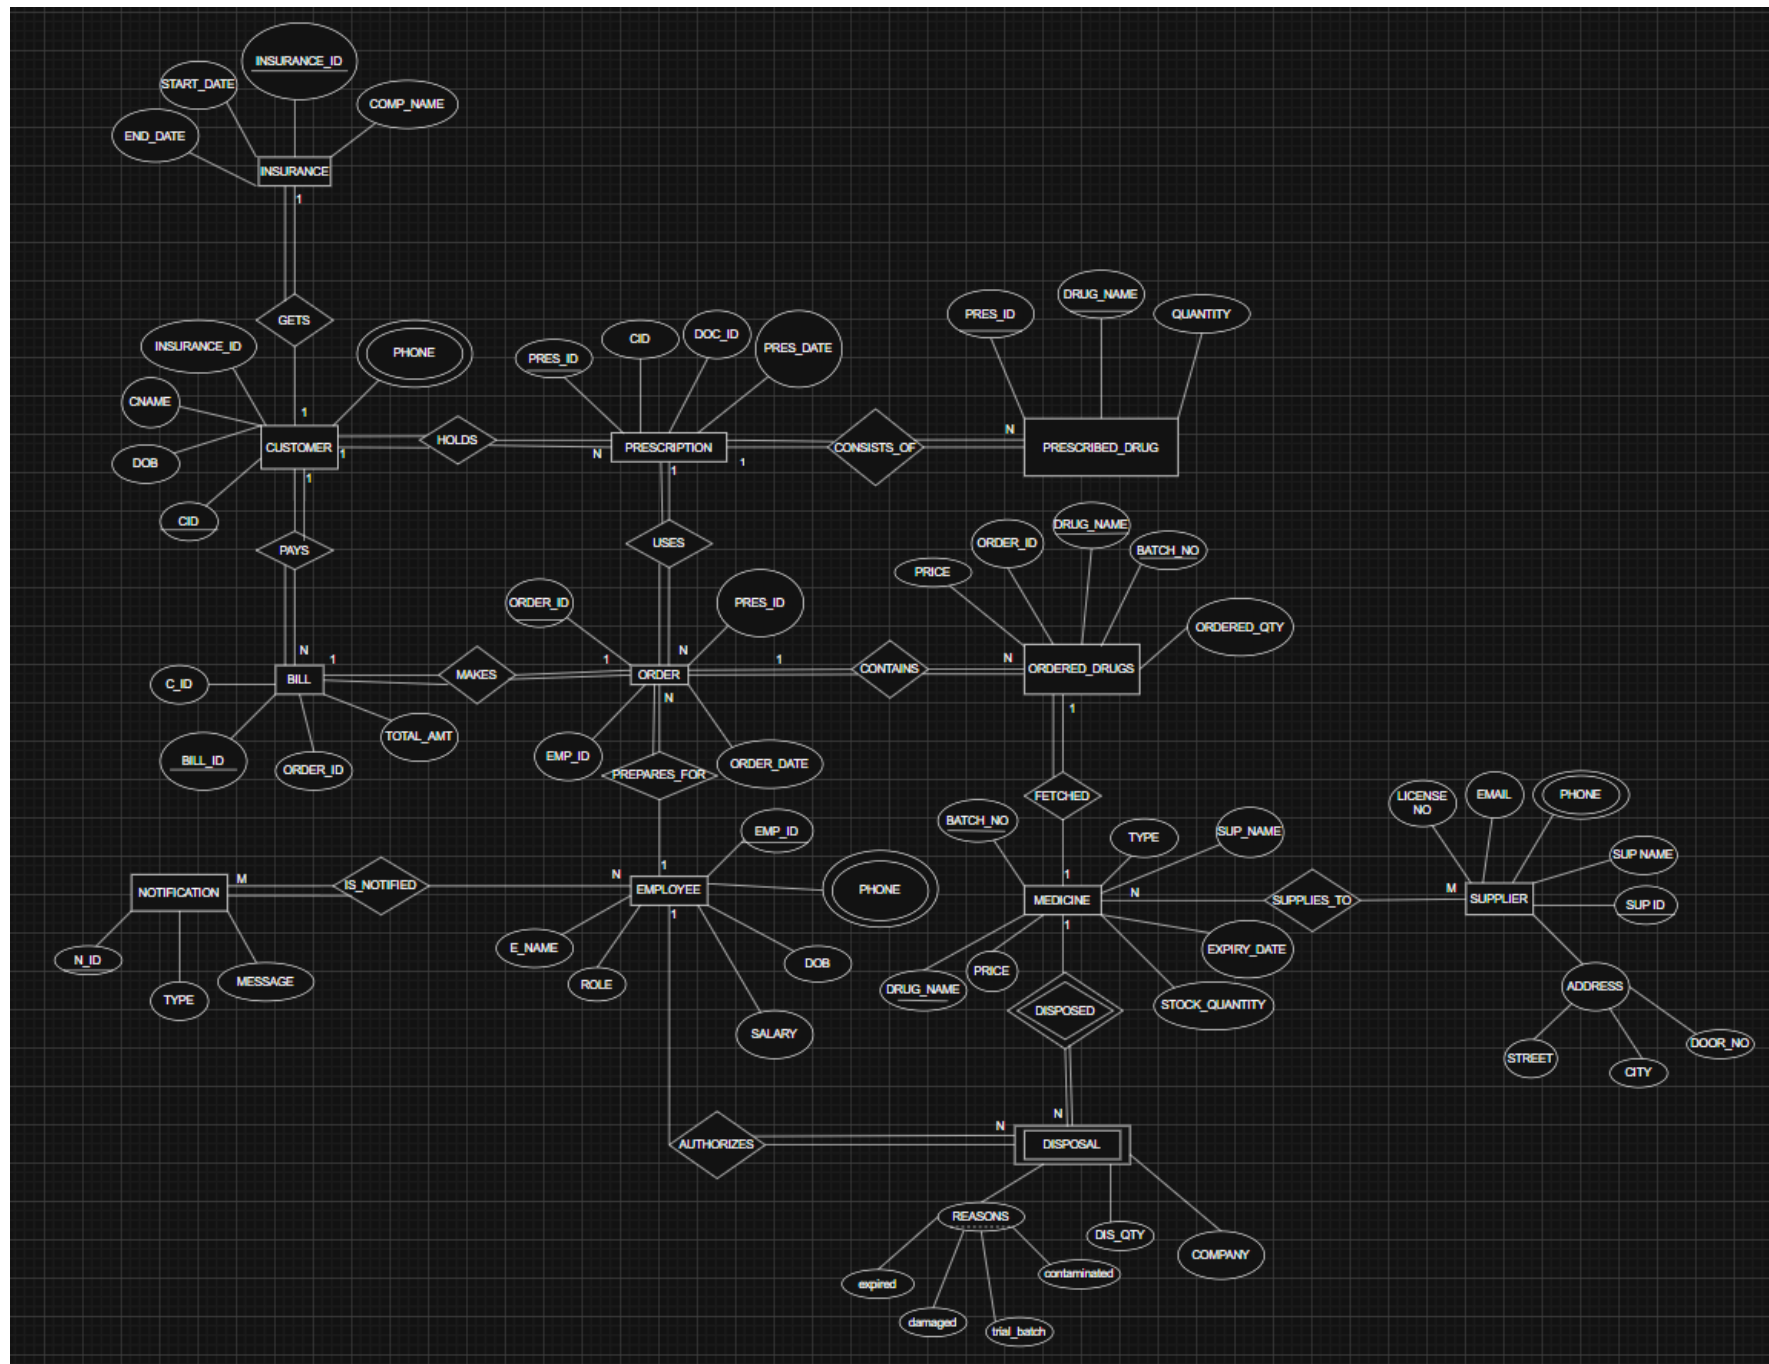 INSURANCE_ID
START_DATE
COMP_NAME
END_DATE
INSURANCE
1
GETS
INSURANCE_ID
PHONE
CNAME
1
CUSTOMER
1
DOB
1
CID
HOLDS
N
PRES_ID
CID
DOC_ID
PRES_DATE
PRESCRIPTION
1
1
CONSISTS_OF
N
PRES_ID
DRUG_NAME
QUANTITY
PRESCRIBED_DRUG
PAYS
USES
N
1
BILL
C_ID
BILL_ID
ORDER_ID
TOTAL_AMT
MAKES
1
ORDER_ID
PRES_ID
N
ORDER
N
1
EMP_ID
ORDER_DATE
PREPARES_FOR
CONTAINS
N
PRICE
ORDER_ID
DRUG_NAME
BATCH_NO
ORDERED_QTY
ORDERED_DRUGS
1
FETCHED
NOTIFICATION
M
IS_NOTIFIED
N
N_ID
TYPE
MESSAGE
1
EMP_ID
EMPLOYEE
PHONE
1
E_NAME
ROLE
SALARY
DOB
BATCH_NO
TYPE
SUP_NAME
1
MEDICINE
N
1
DRUG_NAME
PRICE
EXPIRY_DATE
STOCK_QUANTITY
SUPPLIES_TO
M
SUPPLIER
LICENSE
NO
EMAIL
PHONE
SUP NAME
SUP ID
ADDRESS
STREET
CITY
DOOR_NO
DISPOSED
N
AUTHORIZES
N
DISPOSAL
REASONS
DIS_QTY
COMPANY
expired
damaged
trial_batch
contaminated